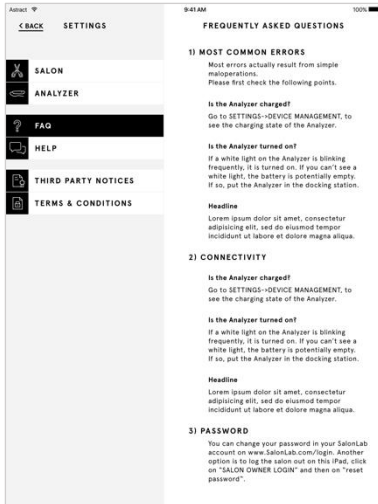 Astract 9:41 AM 100%
< BACK SETTINGS
SALON
ANALYZER
FAQ
HELP
THIRD PARTY NOTICES
TERMS & CONDITIONS
FREQUENTLY ASKED QUESTIONS
1) MOST COMMON ERRORS
Most errors actually result from simple
maloperations.
Please first check the following points.
Is the Analyzer charged?
Go to SETTINGS->DEVICE MANAGEMENT, to
see the charging state of the Analyzer.
Is the Analyzer turned on?
If a white light on the Analyzer is blinking
frequently, it is turned on. If you can't see a
white light, the battery is potentially empty.
If so, put the Analyzer in the docking station.
Headline
Lorem ipsum dolor sit amet, consectetur
adipisicing elit, sed do eiusmod tempor
incididunt ut labore et dolore magna aliqua.
2) CONNECTIVITY
Is the Analyzer charged?
Go to SETTINGS->DEVICE MANAGEMENT, to
see the charging state of the Analyzer.
Is the Analyzer turned on?
If a white light on the Analyzer is blinking
frequently, it is turned on. If you can't see a
white light, the battery is potentially empty.
If so, put the Analyzer in the docking station.
Headline
Lorem ipsum dolor sit amet, consectetur
adipisicing elit, sed do eiusmod tempor
incididunt ut labore et dolore magna aliqua.
3) PASSWORD
You can change your password in your SalonLab
account on www.SalonLab.com/login. Another
option is to log the salon out on this iPad, click
on "SALON OWNER LOGIN" and then on "reset
password".